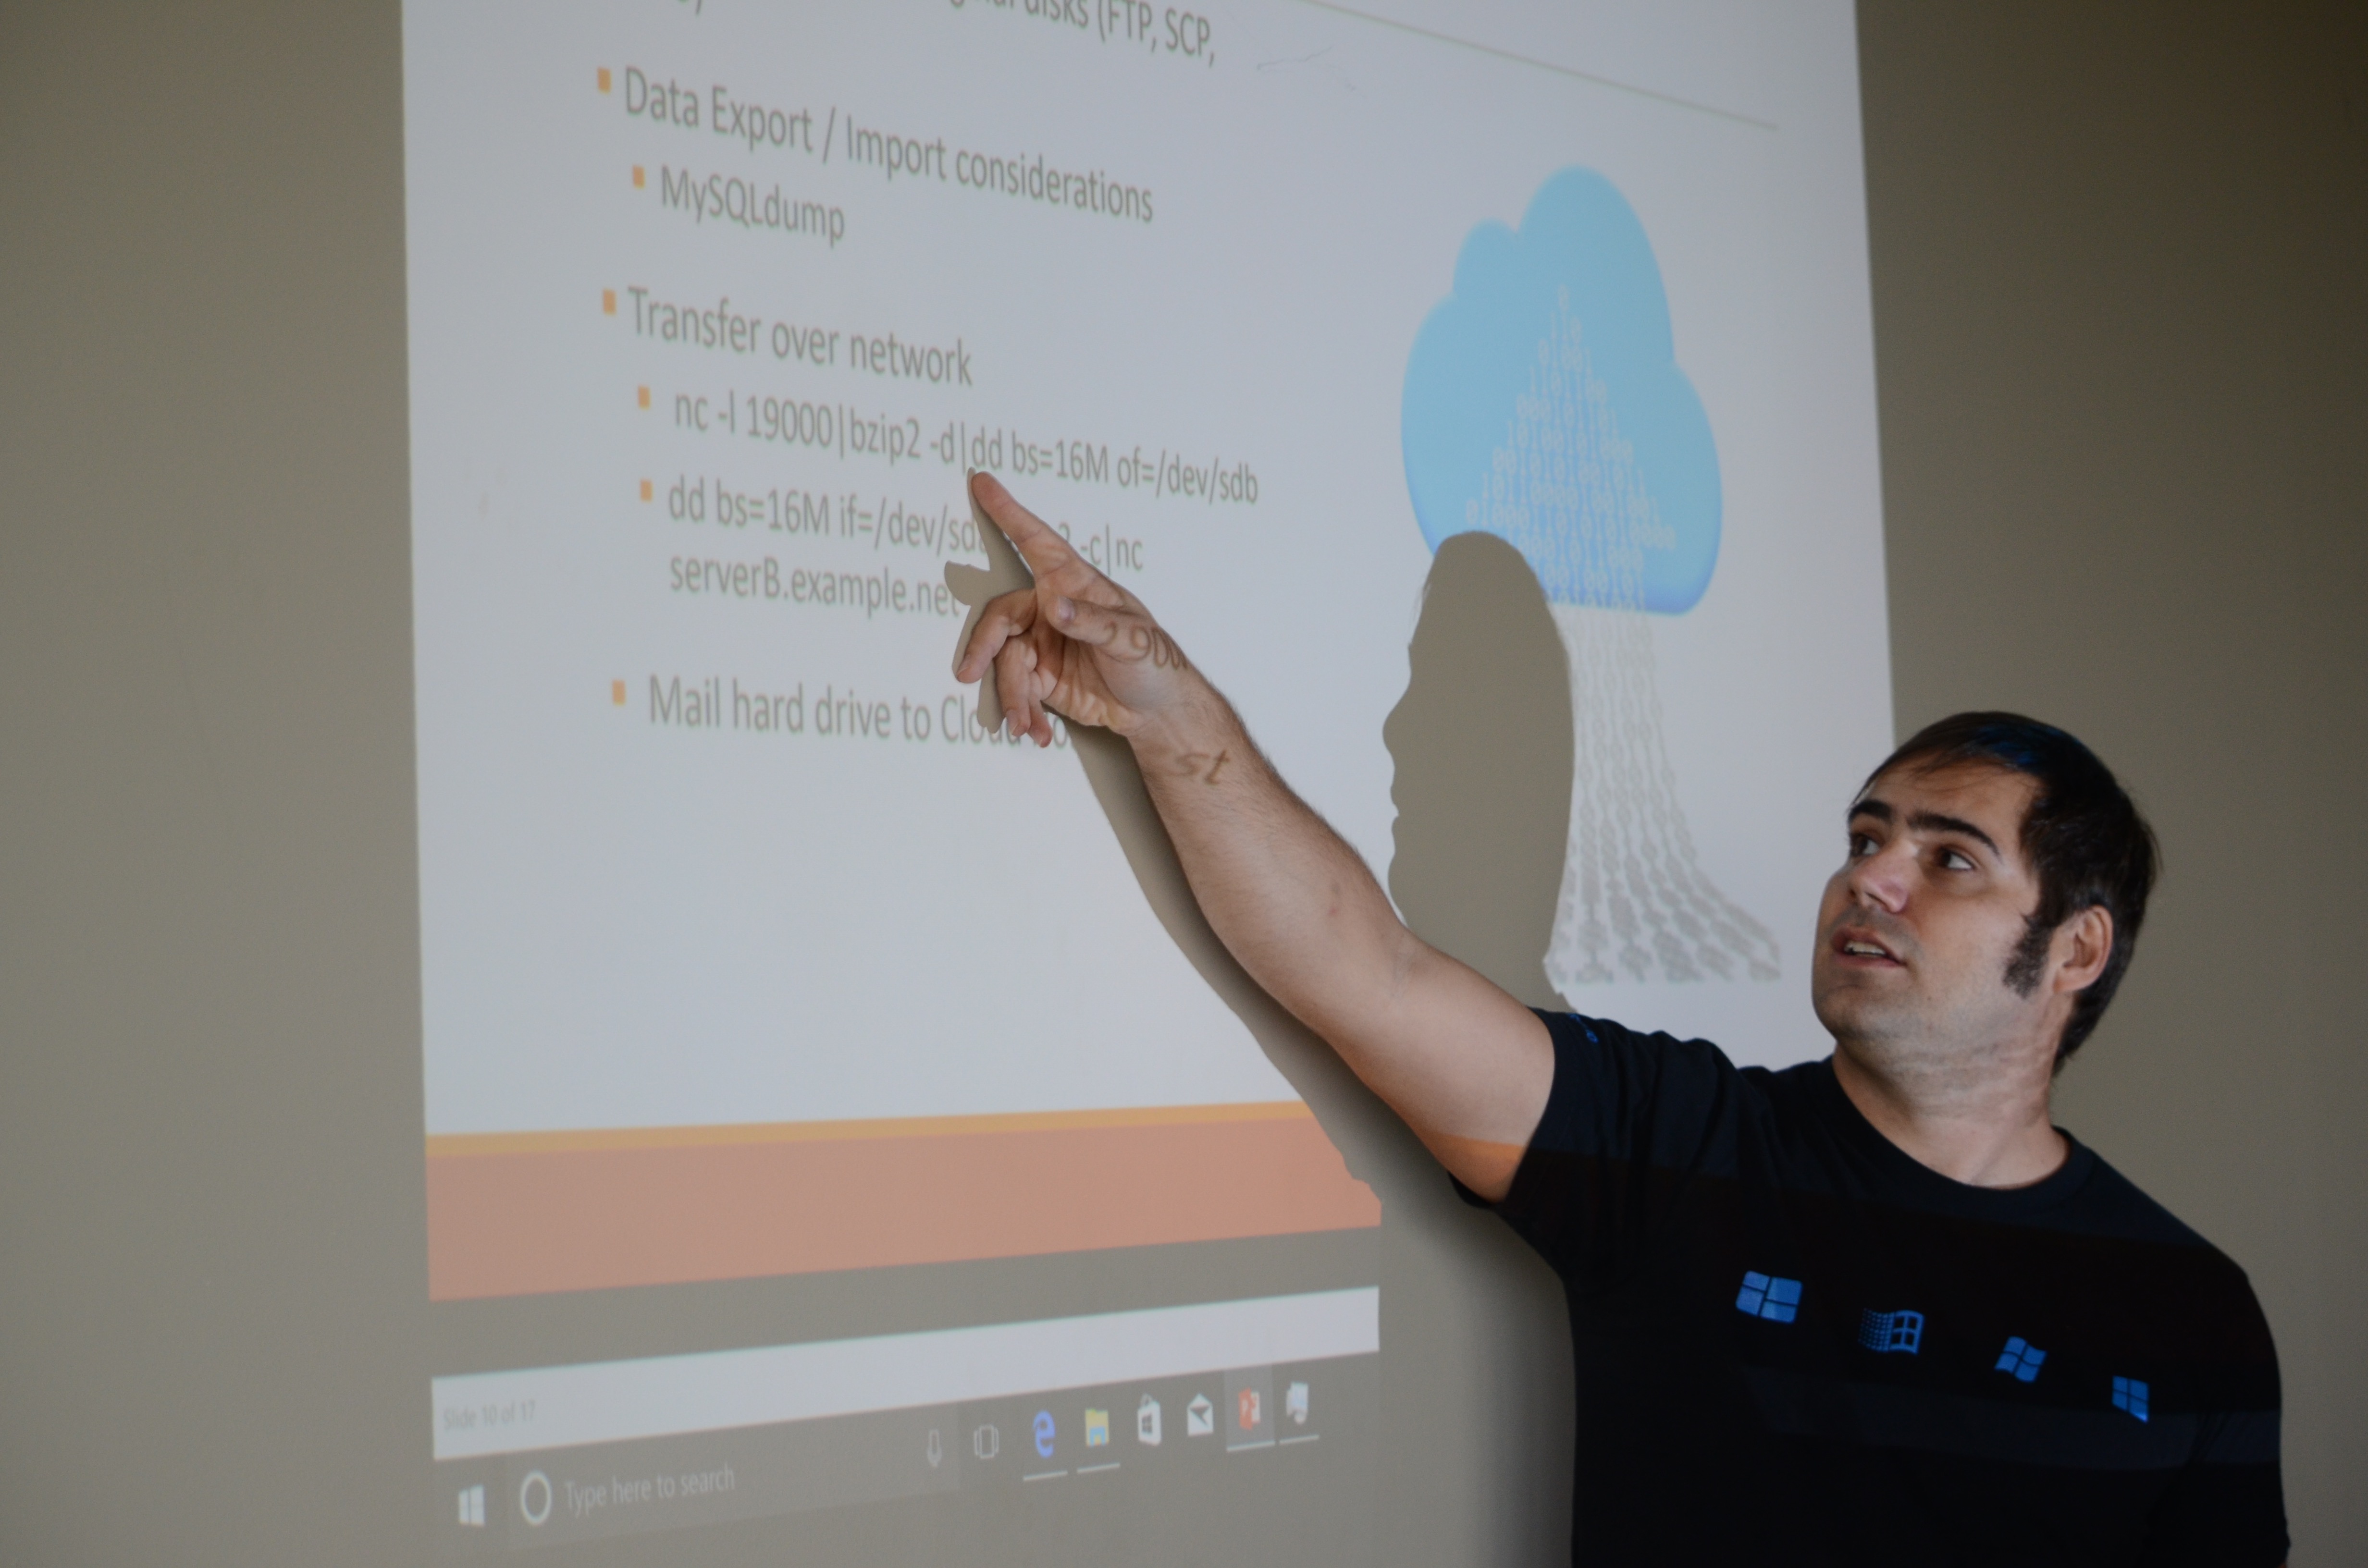 disks (FTP, SCP,
Data Export / Import considerations
MySQLdump
Transfer over network
nc -l 19000|bzip2 -d|dd bs=16M of=/dev/sdb
dd bs=16M if=/dev/sd -c|nc
serverB.example.net
Mail hard drive to Cloud
st
Slide 10 of 17
Type here to search